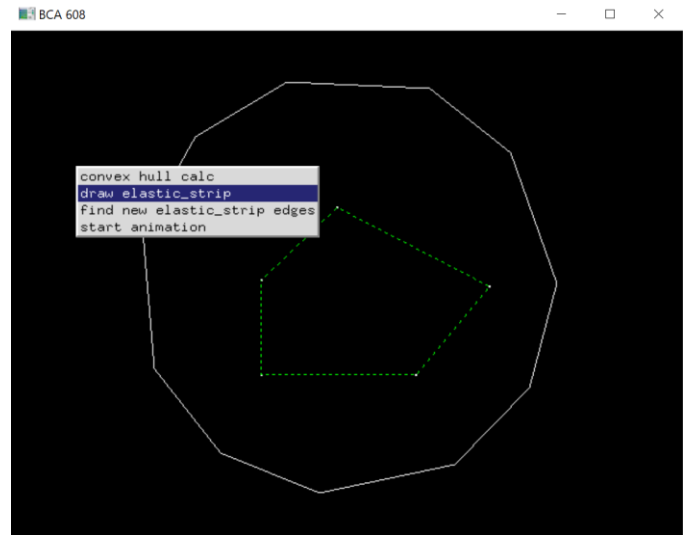 BCA 608
convex hull calc
draw elastic_strip
find new elastic_strip edges
start animation